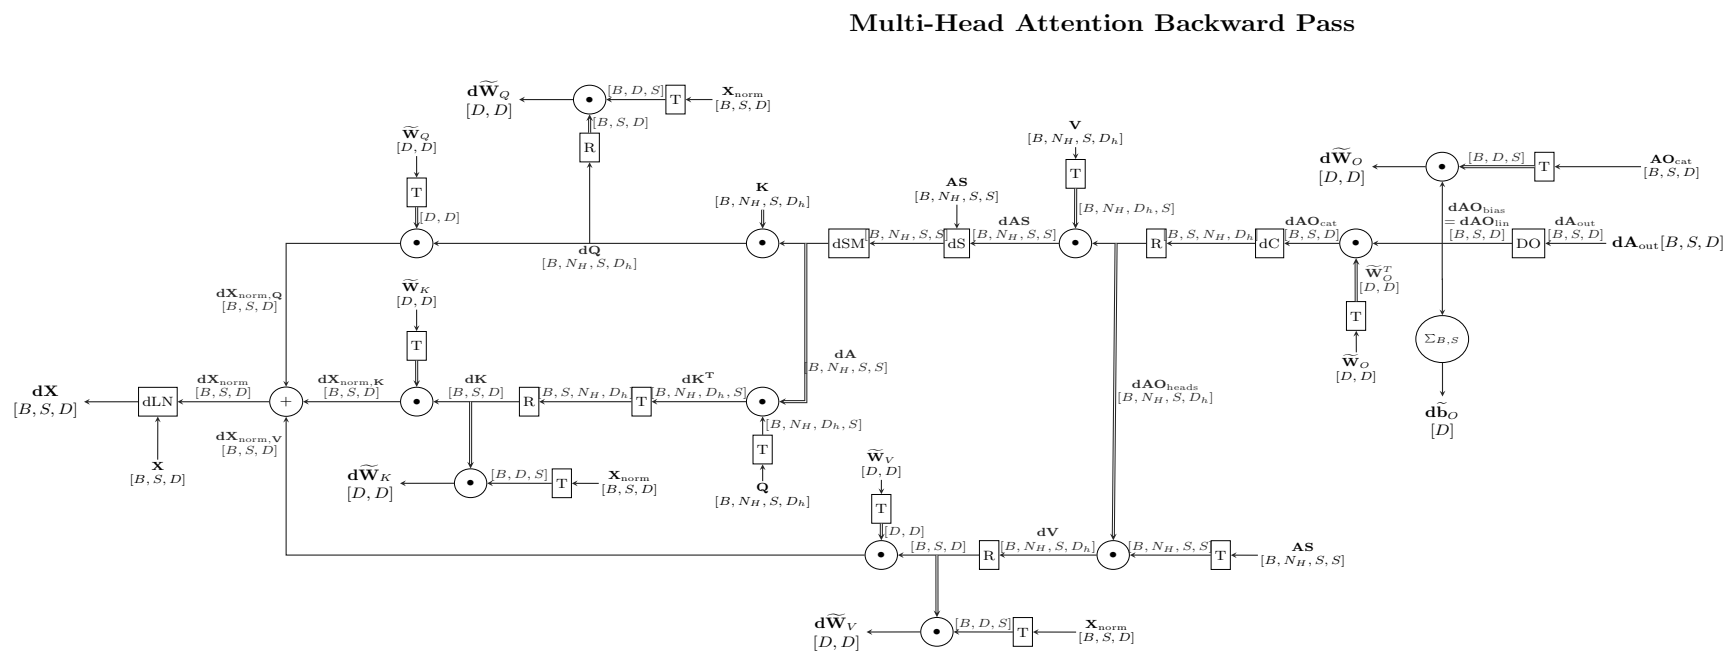 Multi-Head Attention Backward Pass
dW̃_Q
[D, D]
[B, D, S]
T
X_norm
[B, S, D]
[B, S, D]
R
W̃_Q
[D, D]
T
[D, D]
V
[B, N_H, S, D_h]
T
[B, N_H, D_h, S]
dW̃_O
[D, D]
[B, D, S]
T
AO_cat
[B, S, D]
K
[B, N_H, S, D_h]
AS
[B, N_H, S, S]
dQ
[B, N_H, S, D_h]
dSM
[B, N_H, S, S]
dS
dAS
[B, N_H, S, S]
[B, S, N_H, D_h]
R
dC
dAO_cat
[B, S, D]
dAO_bias
= dAO_lin
[B, S, D]
DO
dA_out
[B, S, D]
dA_out[B, S, D]
W̃_O^T
[D, D]
T
W̃_O
[D, D]
Σ_B,S
db̃_O
[D]
dX_norm,Q
[B, S, D]
W̃_K
[D, D]
T
dA
[B, N_H, S, S]
dAO_heads
[B, N_H, S, D_h]
dX
[B, S, D]
dLN
dX_norm
[B, S, D]
+
dX_norm,K
[B, S, D]
dK
[B, S, D]
R
[B, S, N_H, D_h]
T
dK^T
[B, N_H, D_h, S]
[B, N_H, D_h, S]
T
Q
[B, N_H, S, D_h]
X
[B, S, D]
dX_norm,V
[B, S, D]
dW̃_K
[D, D]
[B, D, S]
T
X_norm
[B, S, D]
W̃_V
[D, D]
T
[D, D]
[B, S, D]
R
dV
[B, N_H, S, D_h]
[B, N_H, S, S]
T
AS
[B, N_H, S, S]
dW̃_V
[D, D]
[B, D, S]
T
X_norm
[B, S, D]